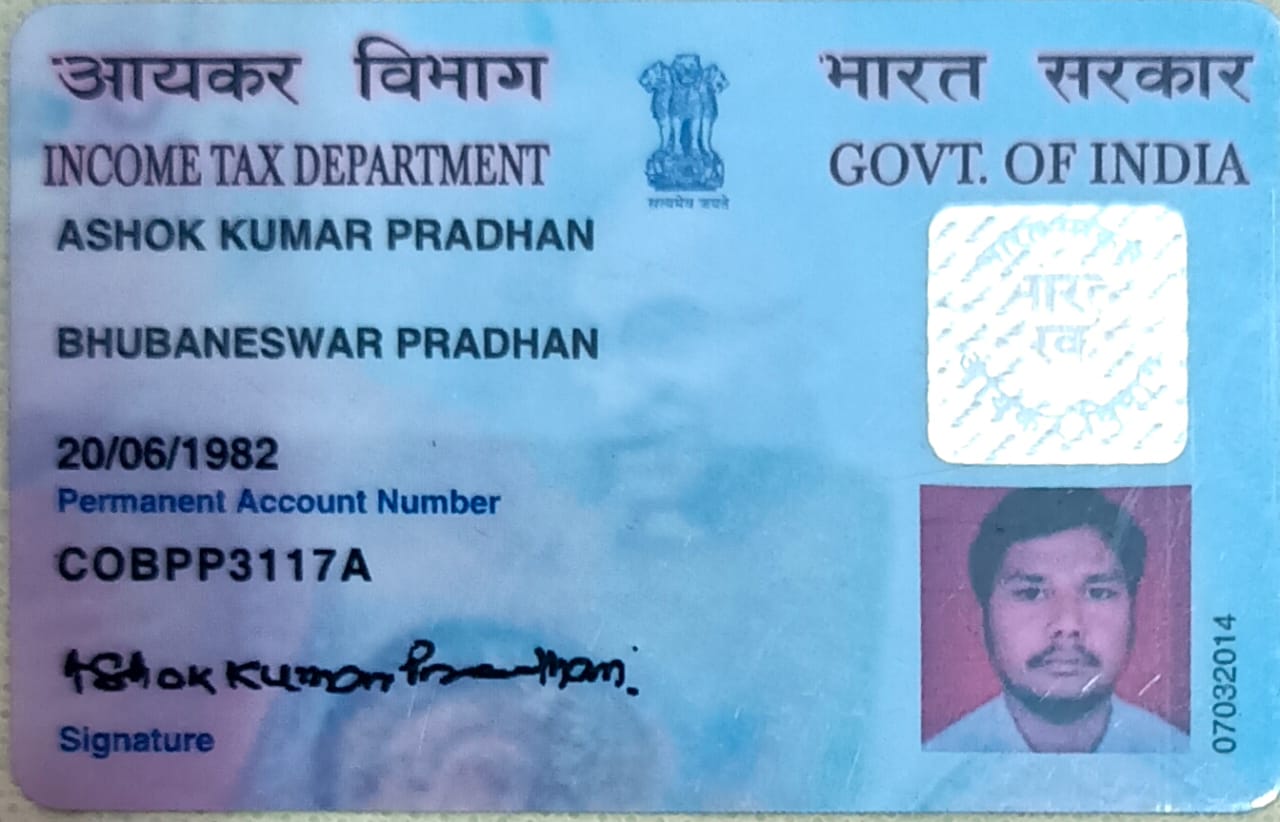 आयकर विभाग
भारत सरकार
INCOME TAX DEPARTMENT
GOVT. OF INDIA
सत्यमेव जयते
ASHOK KUMAR PRADHAN
BHUBANESWAR PRADHAN
20/06/1982
Permanent Account Number
COBPP3117A
Ashok Kumar Pradhan.
Signature
07032014